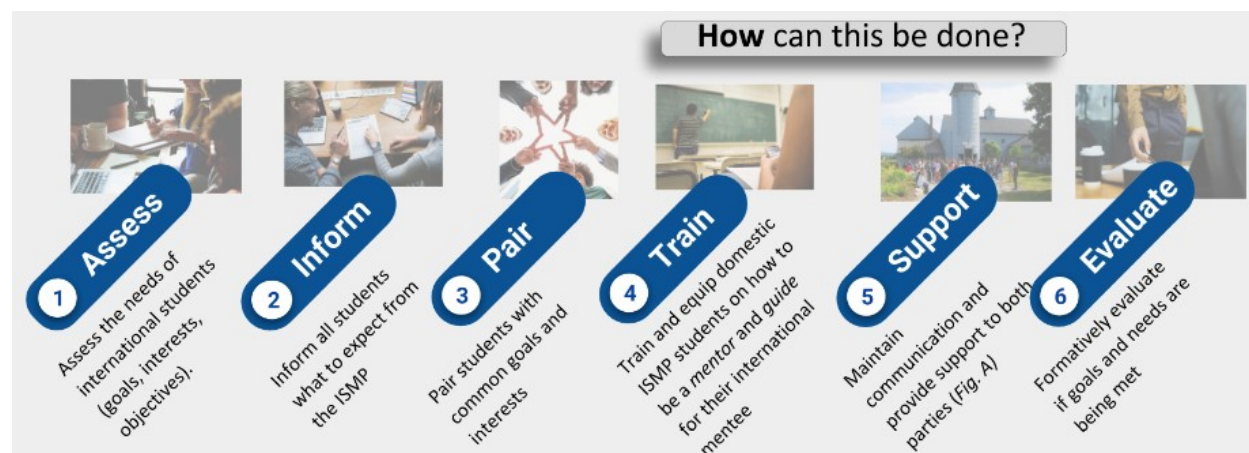 How can this be done?
1
Assess
Assess the needs of
international students
(goals, interests,
objectives).
2
Inform
Inform all students
what to expect from
the ISMP
3
Pair
Pair students with
common goals and
interests
4
Train
Train and equip domestic
ISMP students on how to
be a mentor and guide
for their international
mentee
5
Support
Maintain
communication and
provide support to both
parties (Fig. A)
6
Evaluate
Formatively evaluate
if goals and needs are
being met